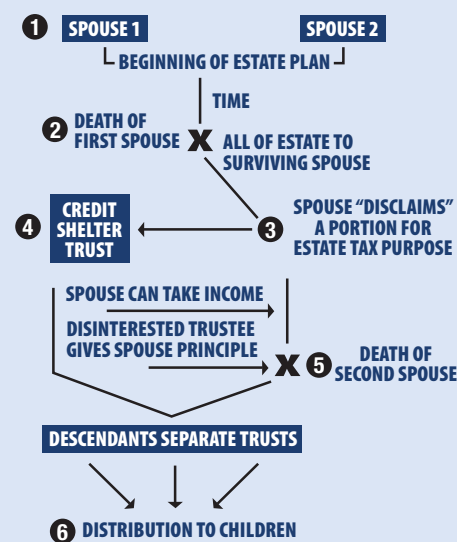 1 SPOUSE 1 SPOUSE 2
BEGINNING OF ESTATE PLAN
TIME
2 DEATH OF
FIRST SPOUSE X ALL OF ESTATE TO
SURVIVING SPOUSE
4 CREDIT
SHELTER
TRUST
3 SPOUSE “DISCLAIMS”
A PORTION FOR
ESTATE TAX PURPOSE
SPOUSE CAN TAKE INCOME
DISINTERESTED TRUSTEE
GIVES SPOUSE PRINCIPLE
X 5 DEATH OF
SECOND SPOUSE
DESCENDANTS SEPARATE TRUSTS
6 DISTRIBUTION TO CHILDREN